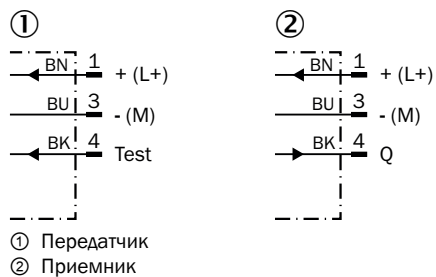 ① ②
BN 1 + (L+) BN 1 + (L+)
BU 3 - (M) BU 3 - (M)
BK 4 Test BK 4 Q
① Передатчик
② Приемник